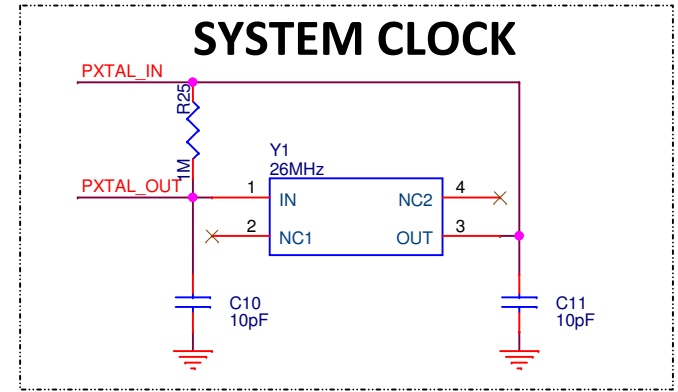 SYSTEM CLOCK
PXTAL_IN
R25
1M
Y1
26MHz
PXTAL_OUT
1
IN
NC2
4
2
NC1
OUT
3
C10
10pF
C11
10pF